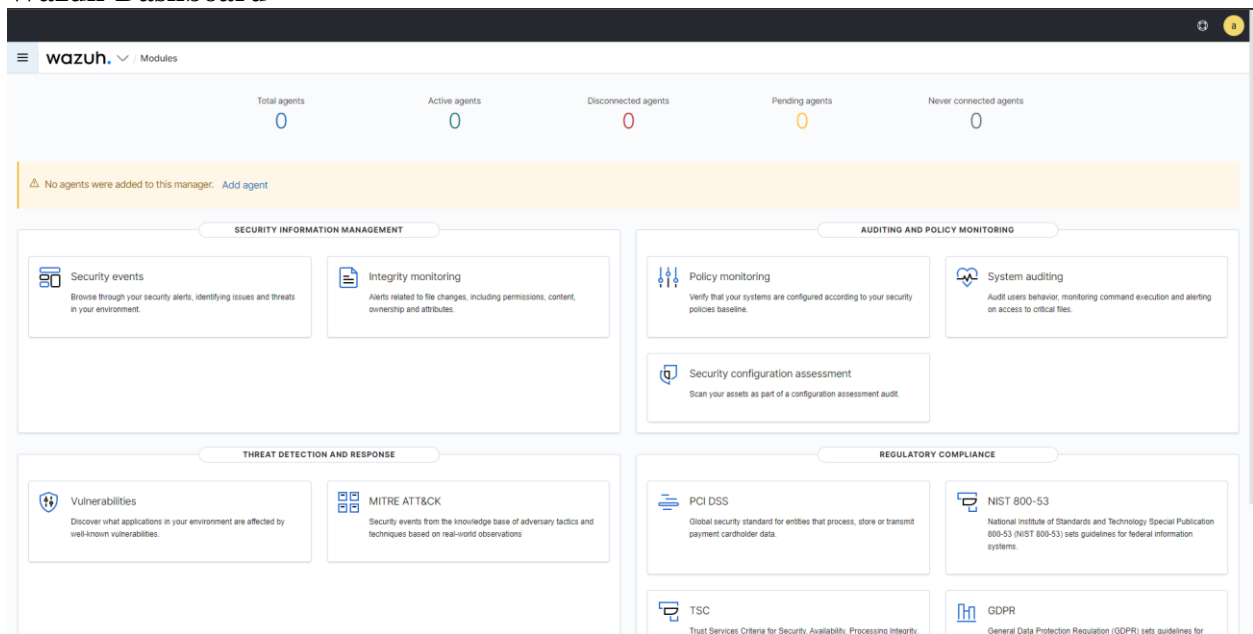 a
wazuh. / Modules
Total agents
0
Active agents
0
Disconnected agents
0
Pending agents
0
Never connected agents
0
No agents were added to this manager. Add agent
SECURITY INFORMATION MANAGEMENT
Security events
Browse through your security alerts, identifying issues and threats
in your environment.
Integrity monitoring
Alerts related to file changes, including permissions, content,
ownership and attributes.
AUDITING AND POLICY MONITORING
Policy monitoring
Verify that your systems are configured according to your security
policies baseline.
System auditing
Audit users behavior, monitoring command execution and alerting
on access to critical files.
Security configuration assessment
Scan your assets as part of a configuration assessment audit.
THREAT DETECTION AND RESPONSE
Vulnerabilities
Discover what applications in your environment are affected by
well-known vulnerabilities.
MITRE ATT&CK
Security events from the knowledge base of adversary tactics and
techniques based on real-world observations
REGULATORY COMPLIANCE
PCI DSS
Global security standard for entities that process, store or transmit
payment cardholder data.
NIST 800-53
National Institute of Standards and Technology Special Publication
800-53 (NIST 800-53) sets guidelines for federal information
systems.
TSC
Trust Services Criteria for Security, Availability, Processing Integrity,
GDPR
General Data Protection Regulation (GDPR) sets guidelines for